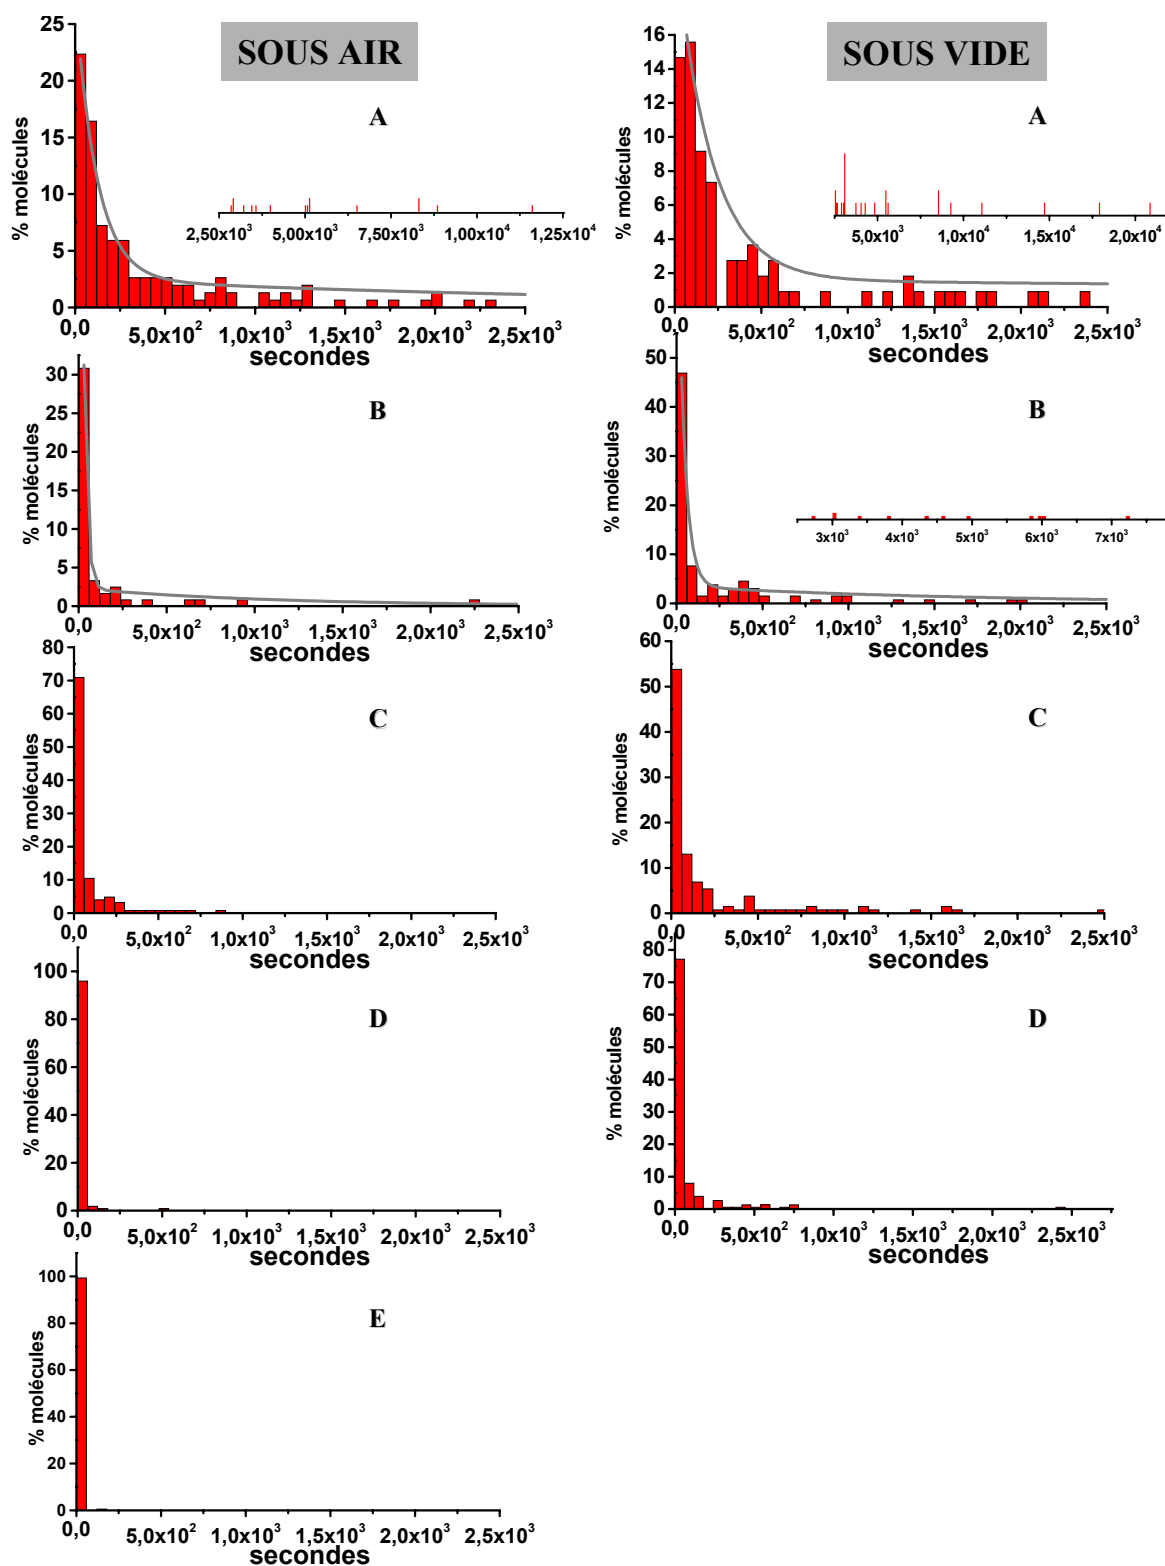 SOUS AIR
25
20
15
10
5
0
% molécules
A
2,50x10³ 5,00x10³ 7,50x10³ 1,00x10⁴ 1,25x10⁴
0,0 5,0x10² 1,0x10³ 1,5x10³ 2,0x10³ 2,5x10³
secondes
30
25
20
15
10
5
0
% molécules
B
0,0 5,0x10² 1,0x10³ 1,5x10³ 2,0x10³ 2,5x10³
secondes
80
70
60
50
40
30
20
10
0
% molécules
C
0,0 5,0x10² 1,0x10³ 1,5x10³ 2,0x10³ 2,5x10³
secondes
100
80
60
40
20
0
% molécules
D
0,0 5,0x10² 1,0x10³ 1,5x10³ 2,0x10³ 2,5x10³
secondes
100
80
60
40
20
0
% molécules
E
0,0 5,0x10² 1,0x10³ 1,5x10³ 2,0x10³ 2,5x10³
secondes
SOUS VIDE
16
14
12
10
8
6
4
2
0
% molécules
A
5,0x10³ 1,0x10⁴ 1,5x10⁴ 2,0x10⁴
0,0 5,0x10² 1,0x10³ 1,5x10³ 2,0x10³ 2,5x10³
secondes
50
40
30
20
10
0
% molécules
B
3x10³ 4x10³ 5x10³ 6x10³ 7x10³
0,0 5,0x10² 1,0x10³ 1,5x10³ 2,0x10³ 2,5x10³
secondes
60
50
40
30
20
10
0
% molécules
C
0,0 5,0x10² 1,0x10³ 1,5x10³ 2,0x10³ 2,5x10³
secondes
80
70
60
50
40
30
20
10
0
% molécules
D
0,0 5,0x10² 1,0x10³ 1,5x10³ 2,0x10³ 2,5x10³
secondes